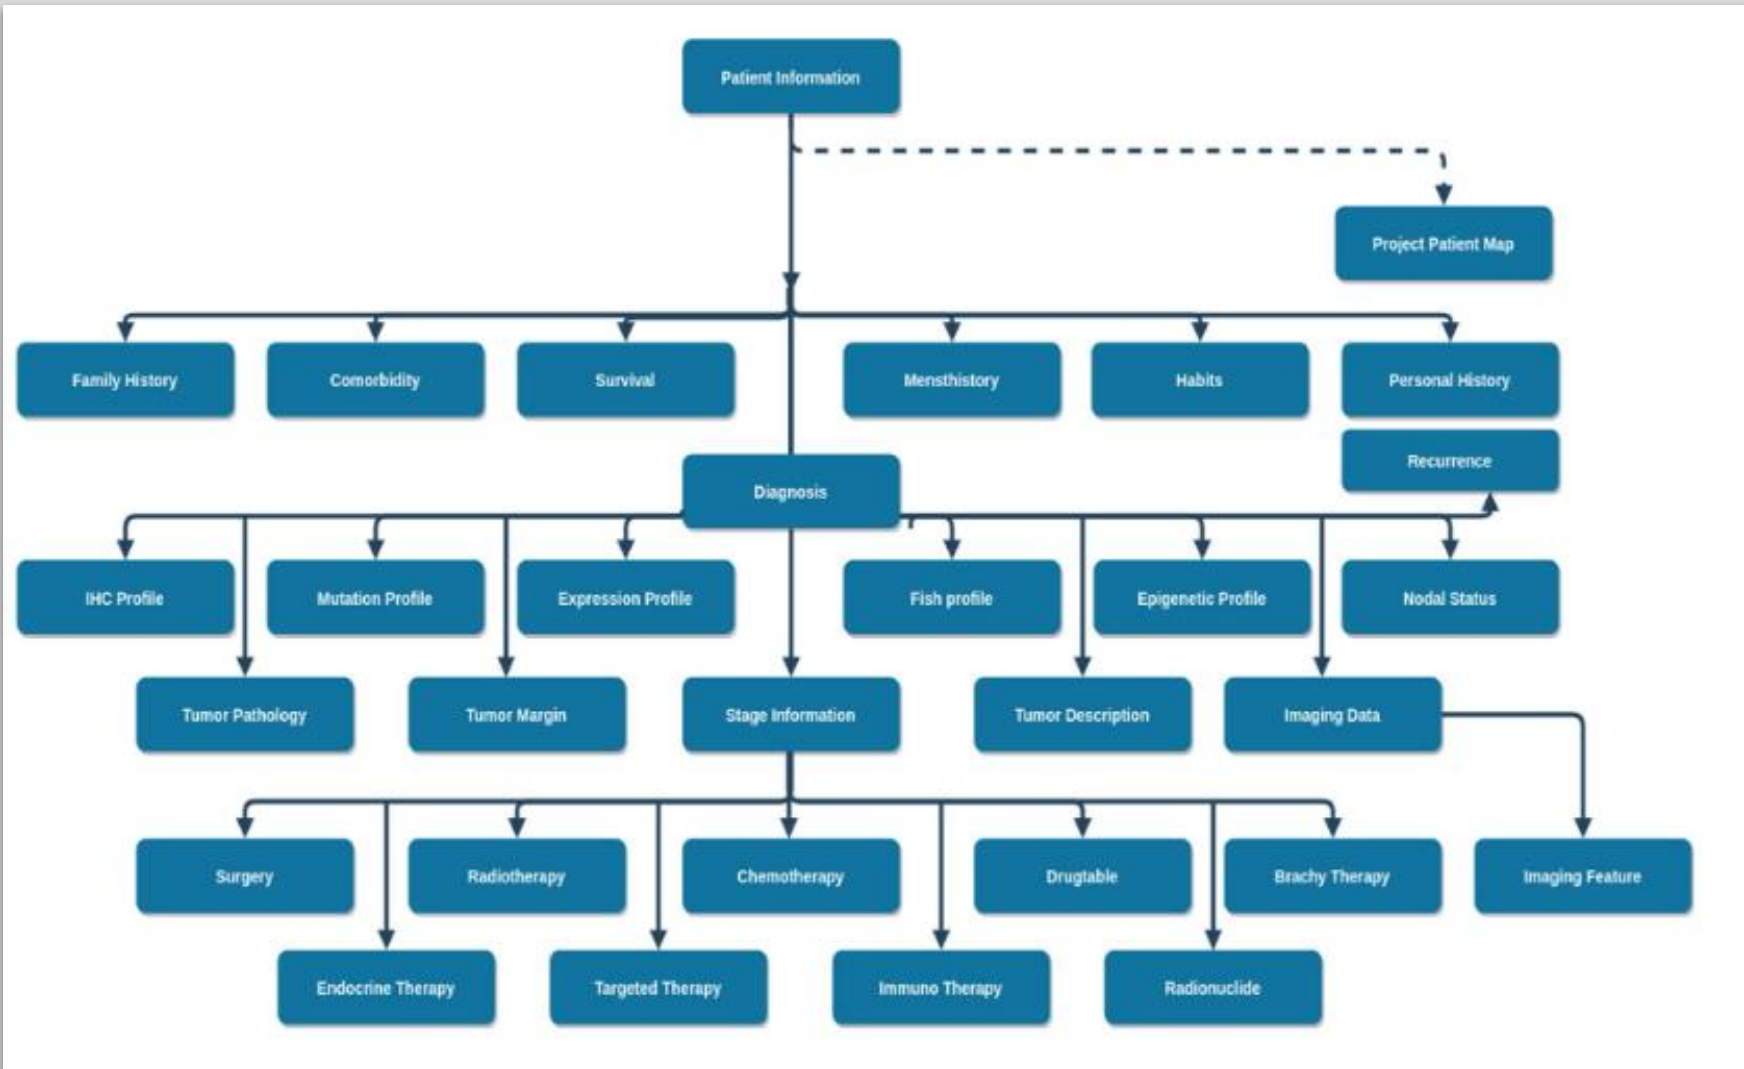 Patient Information
Project Patient Map
Family History
Comorbidity
Survival
Mensthistory
Habits
Personal History
Recurrence
Diagnosis
IHC Profile
Mutation Profile
Expression Profile
Fish profile
Epigenetic Profile
Nodal Status
Tumor Pathology
Tumor Margin
Stage Information
Tumor Description
Imaging Data
Surgery
Radiotherapy
Chemotherapy
Drugtable
Brachy Therapy
Imaging Feature
Endocrine Therapy
Targeted Therapy
Immuno Therapy
Radionuclide